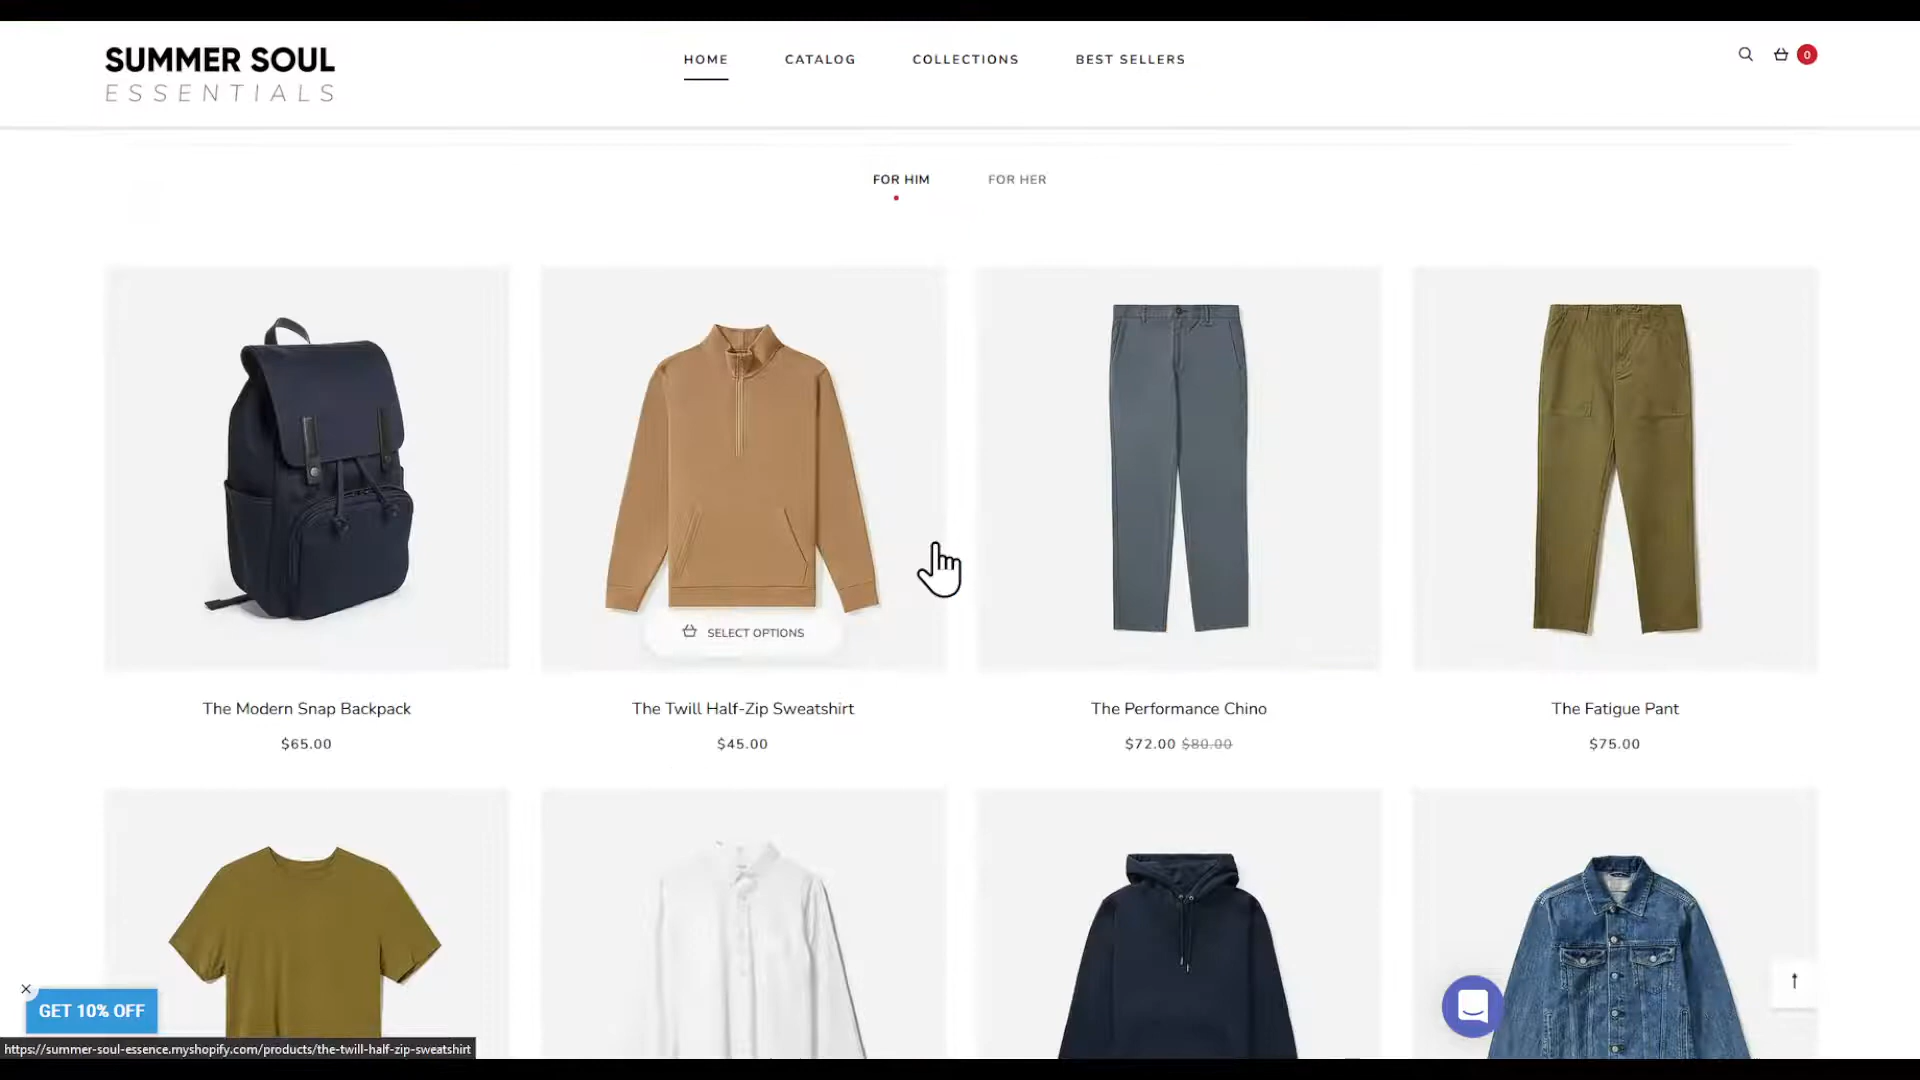 SUMMER SOUL
ESSENTIALS
HOME
CATALOG
COLLECTIONS
BEST SELLERS
0
FOR HIM
FOR HER
SELECT OPTIONS
The Modern Snap Backpack
The Twill Half-Zip Sweatshirt
The Performance Chino
The Fatigue Pant
$65.00
$45.00
$72.00 $80.00
$75.00
GET 10% OFF
https://summer-soul-essence.myshopify.com/products/the-twill-half-zip-sweatshirt